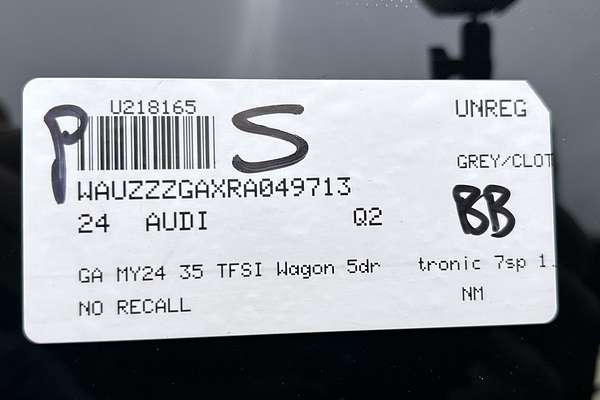 U218165 UNREG
P S
GREY/CLOT
WAUZZZGAXRA049713
24 AUDI Q2 BB
GA MY24 35 TFSI Wagon 5dr tronic 7sp 1.
NO RECALL NM